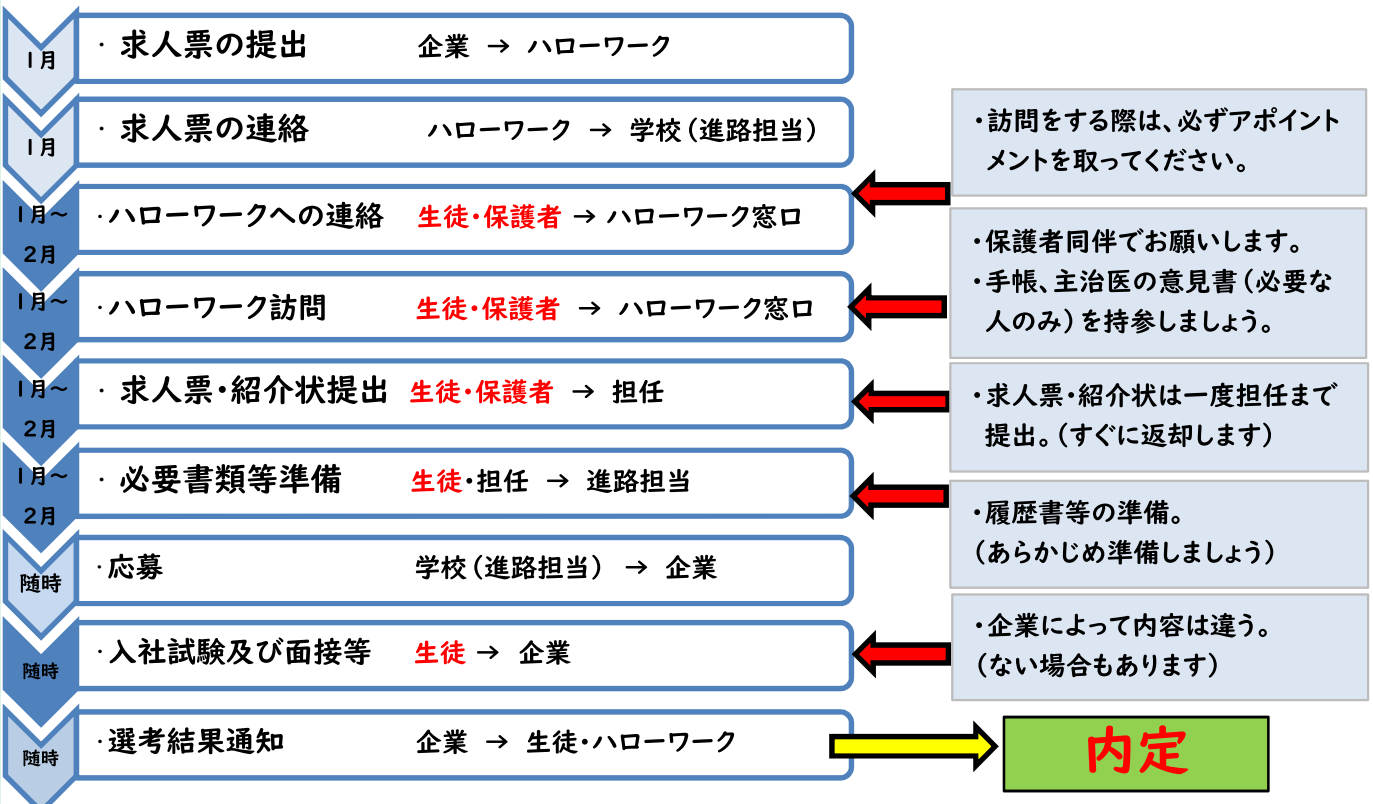 1月
・求人票の提出 企業 → ハローワーク
1月
・求人票の連絡 ハローワーク → 学校(進路担当)
・訪問をする際は、必ずアポイント
メントを取ってください。
1月～
2月
・ハローワークへの連絡 生徒・保護者 → ハローワーク窓口
1月～
2月
・ハローワーク訪問 生徒・保護者 → ハローワーク窓口
・保護者同伴でお願いします。
・手帳、主治医の意見書(必要な
人のみ)を持参しましょう。
1月～
2月
・求人票・紹介状提出 生徒・保護者 → 担任
・求人票・紹介状は一度担任まで
提出。(すぐに返却します)
1月～
2月
・必要書類等準備 生徒・担任 → 進路担当
・履歴書等の準備。
(あらかじめ準備しましょう)
随時
・応募 学校(進路担当) → 企業
随時
・入社試験及び面接等 生徒 → 企業
・企業によって内容は違う。
(ない場合もあります)
随時
・選考結果通知 企業 → 生徒・ハローワーク
内定